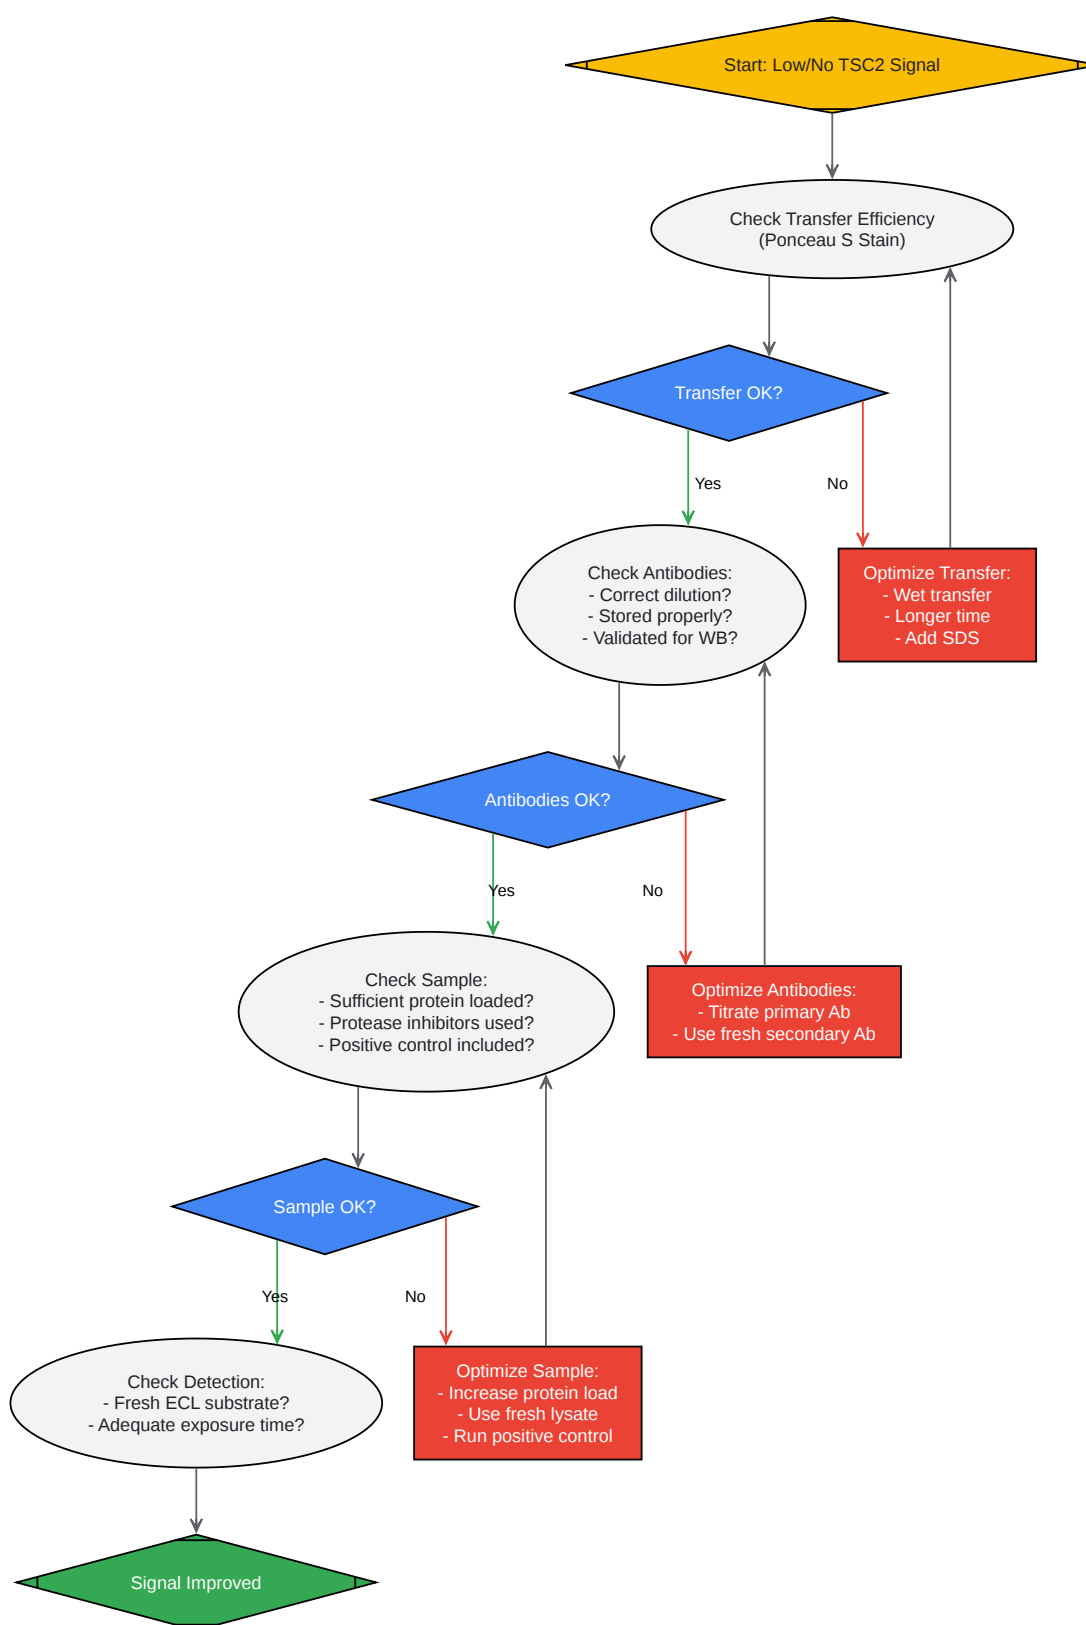 Start: Low/No TSC2 Signal
Check Transfer Efficiency
(Ponceau S Stain)
Transfer OK?
Yes
No
Check Antibodies:
- Correct dilution?
- Stored properly?
- Validated for WB?
Optimize Transfer:
- Wet transfer
- Longer time
- Add SDS
Antibodies OK?
Yes
No
Check Sample:
- Sufficient protein loaded?
- Protease inhibitors used?
- Positive control included?
Optimize Antibodies:
- Titrate primary Ab
- Use fresh secondary Ab
Sample OK?
Yes
No
Check Detection:
- Fresh ECL substrate?
- Adequate exposure time?
Optimize Sample:
- Increase protein load
- Use fresh lysate
- Run positive control
Signal Improved